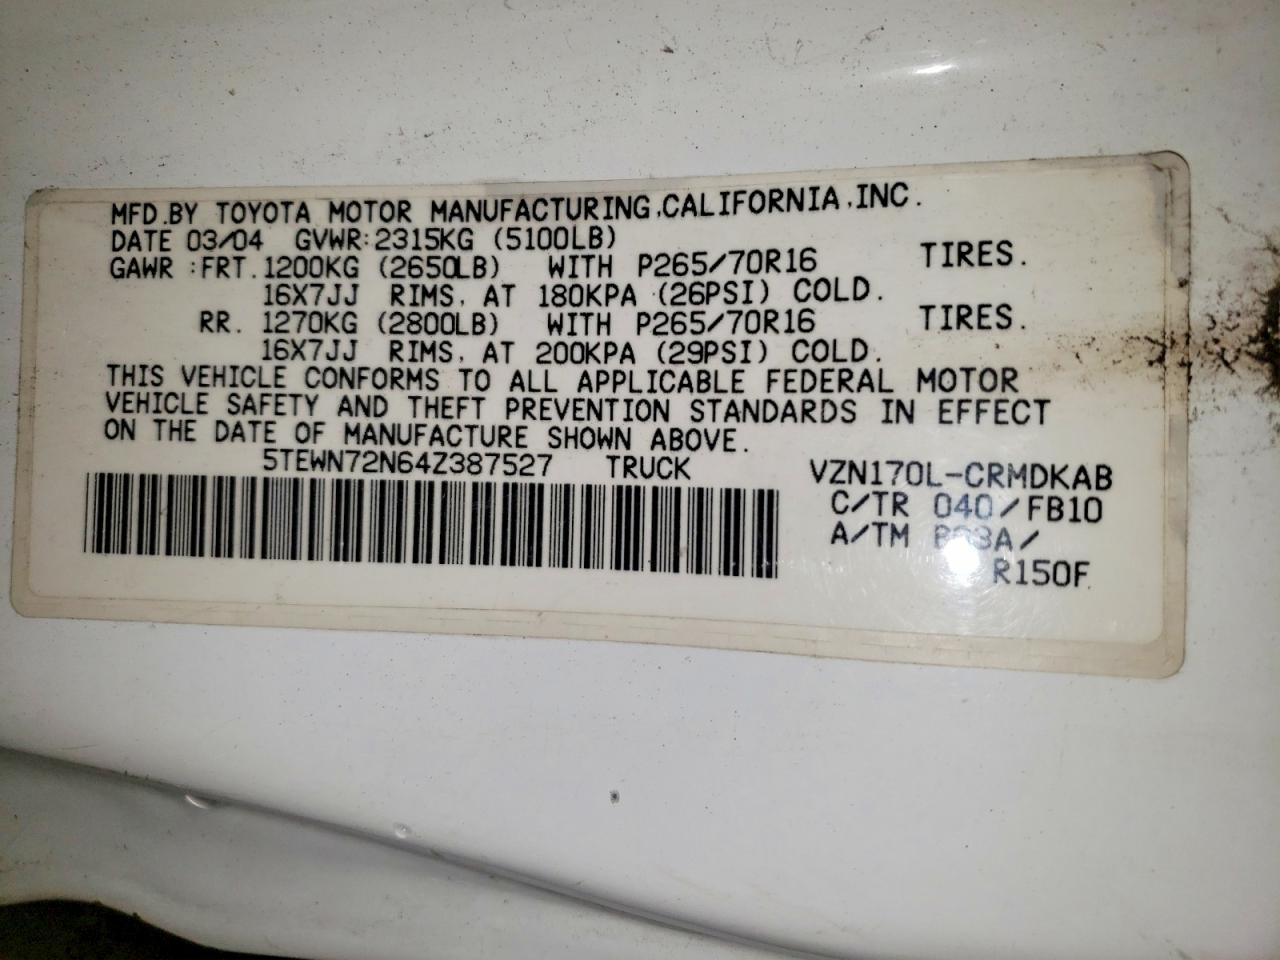 MFD.BY TOYOTA MOTOR MANUFACTURING,CALIFORNIA,INC.
DATE 03/04 GVWR:2315KG (5100LB)
GAWR :FRT.1200KG (2650LB) WITH P265/70R16 TIRES.
16X7JJ RIMS, AT 180KPA (26PSI) COLD.
RR. 1270KG (2800LB) WITH P265/70R16 TIRES.
16X7JJ RIMS, AT 200KPA (29PSI) COLD.
THIS VEHICLE CONFORMS TO ALL APPLICABLE FEDERAL MOTOR
VEHICLE SAFETY AND THEFT PREVENTION STANDARDS IN EFFECT
ON THE DATE OF MANUFACTURE SHOWN ABOVE.
5TEWN72N64Z387527 TRUCK VZN170L-CRMDKAB
C/TR 040/FB10
A/TM
R150F